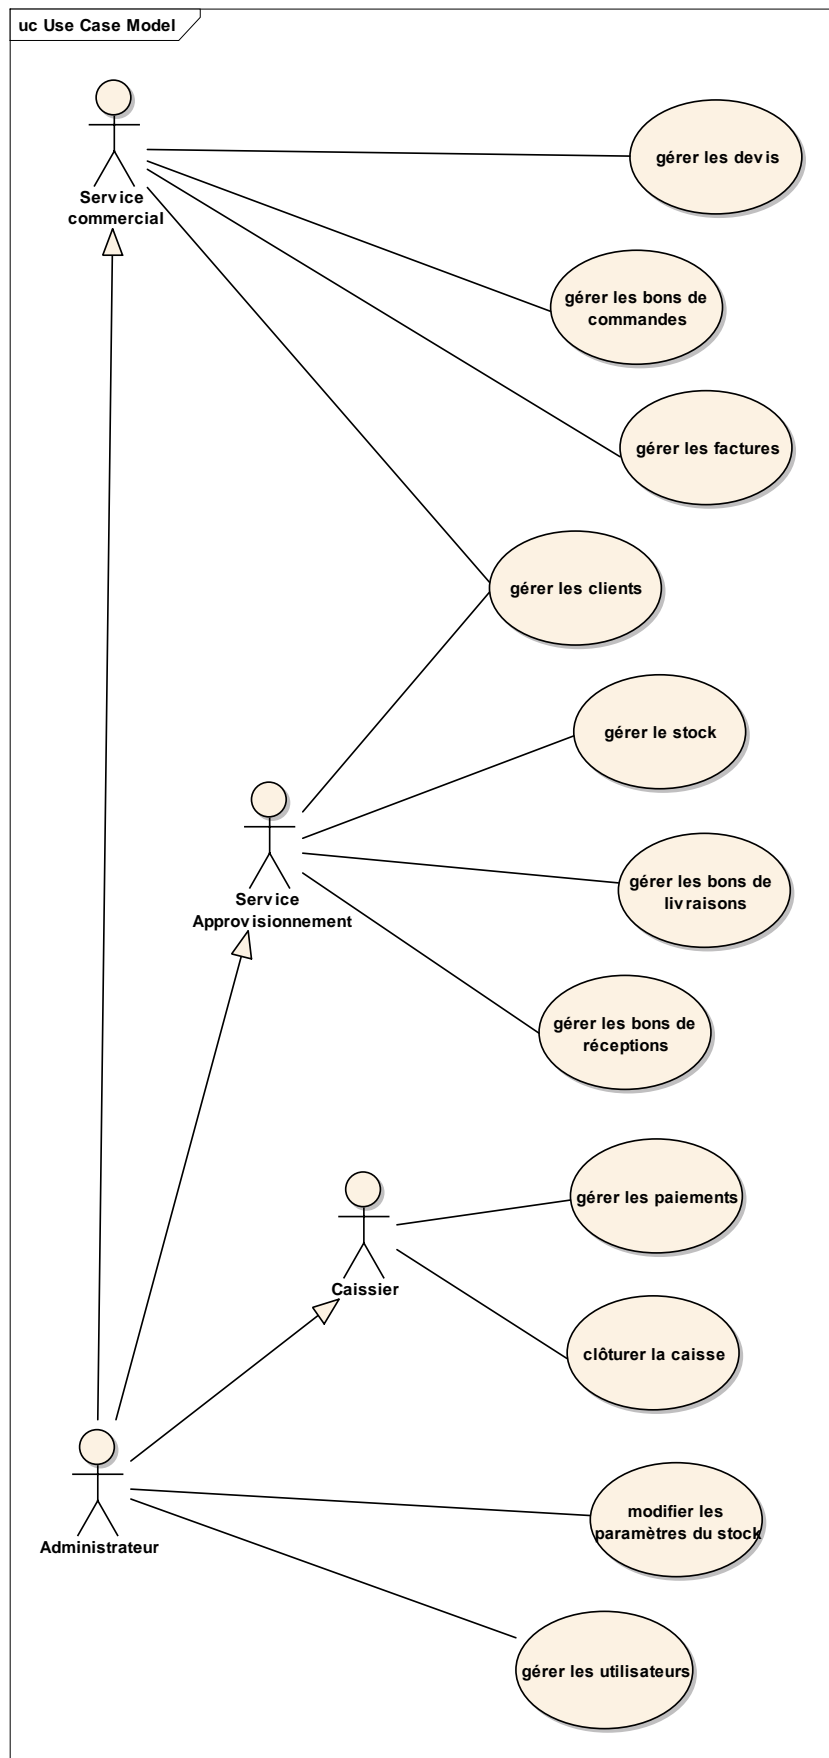 uc Use Case Model
Service
commercial
gérer les devis
gérer les bons de
commandes
gérer les factures
gérer les clients
gérer le stock
Service
Approvisionnement
gérer les bons de
livraisons
gérer les bons de
réceptions
gérer les paiements
Caissier
clôturer la caisse
modifier les
paramètres du stock
Administrateur
gérer les utilisateurs